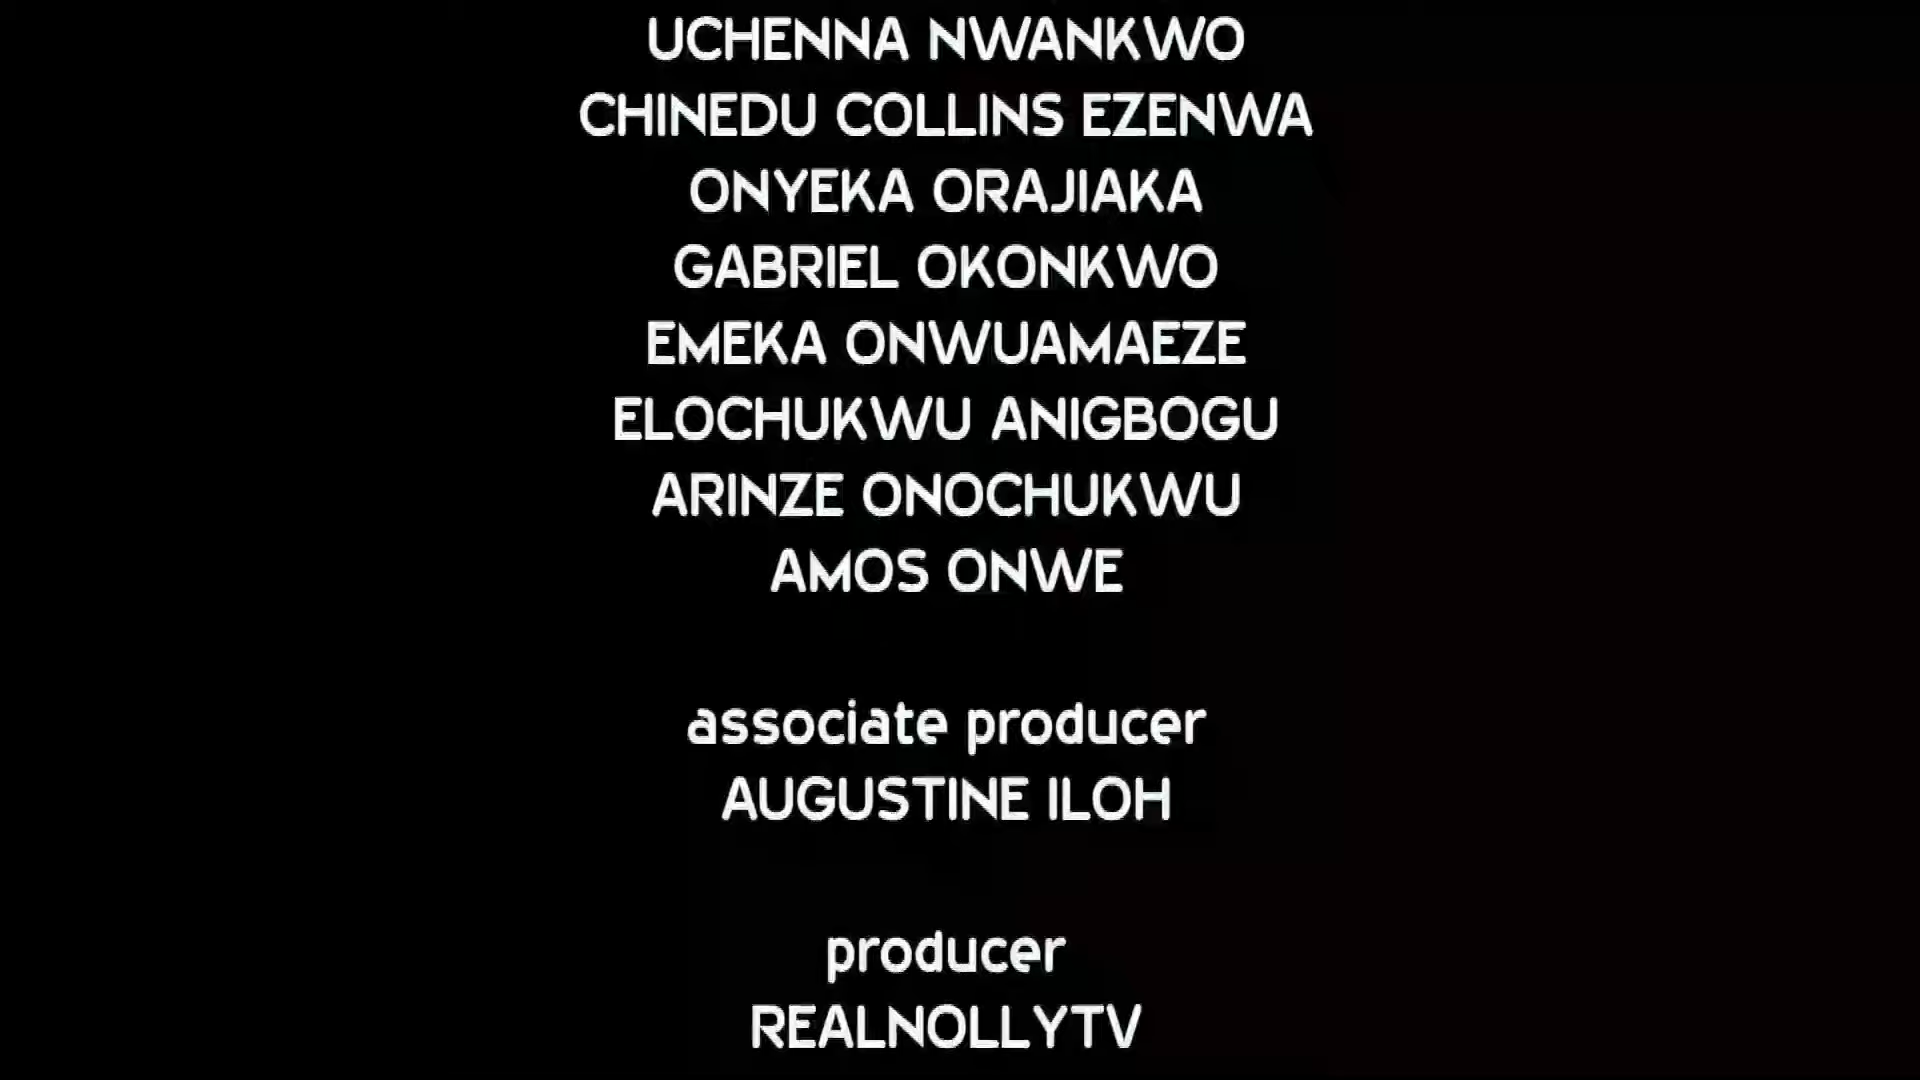 UCHENNA NWANKWO
CHINEDU COLLINS EZENWA
ONYEKA ORAJIAKA
GABRIEL OKONKWO
EMEKA ONWUAMAEZE
ELOCHUKWU ANIGBOGU
ARINZE ONOCHUKWU
AMOS ONWE
associate producer
AUGUSTINE ILOH
producer
REALNOLLYTV